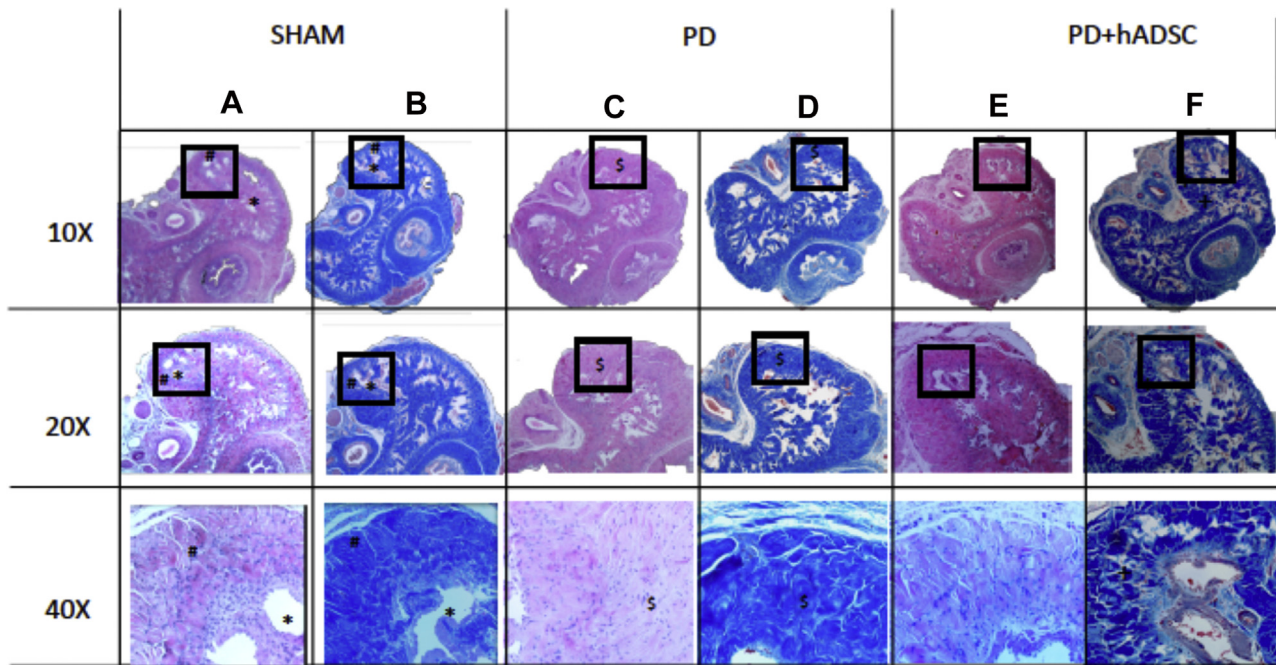 SHAM PD PD+hADSC
A B C D E F
# # $ $
* *
+
10X
$ $
# * # *
20X
# #
* * $ $ +
40X